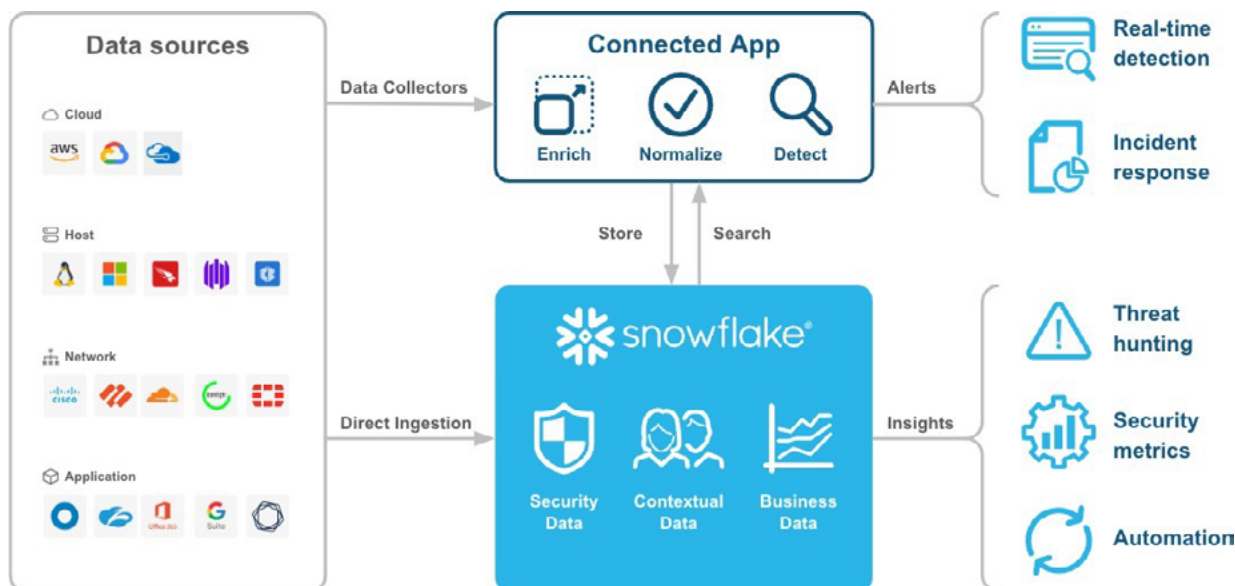 Data sources
Cloud
aws
Host
Network
CISCO
Application
Office 365
G Suite
Data Collectors
Direct Ingestion
Connected App
Enrich
Normalize
Detect
Store
Search
snowflake®
Security
Data
Contextual
Data
Business
Data
Alerts
Real-time
detection
Incident
response
Insights
Threat
hunting
Security
metrics
Automation